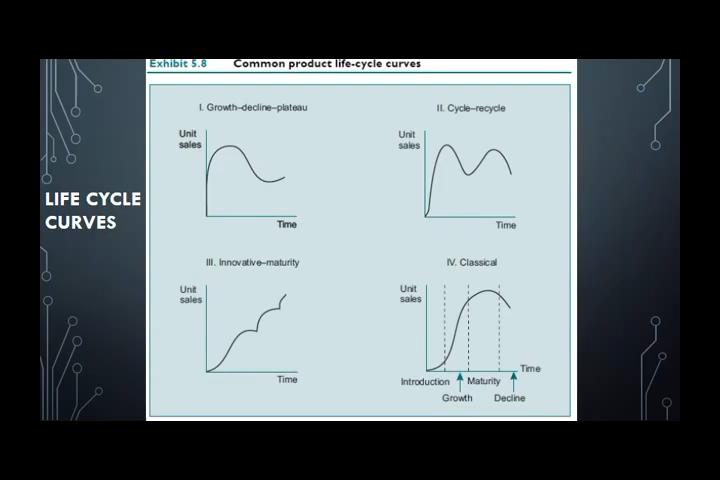 Exhibit 5.8 Common product life-cycle curves
LIFE CYCLE
CURVES
I. Growth–decline–plateau
Unit
sales
Time
II. Cycle–recycle
Unit
sales
Time
III. Innovative–maturity
Unit
sales
Time
IV. Classical
Unit
sales
Time
Introduction
Maturity
Growth
Decline